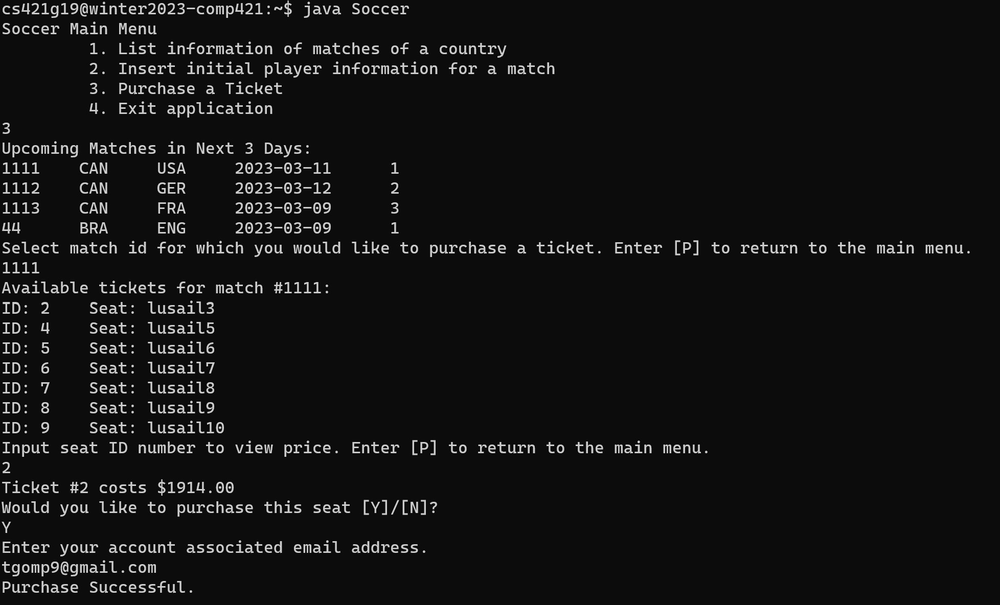 cs421g19@winter2023-comp421:~$ java Soccer
Soccer Main Menu
1. List information of matches of a country
2. Insert initial player information for a match
3. Purchase a Ticket
4. Exit application
3
Upcoming Matches in Next 3 Days:
1111 CAN USA 2023-03-11 1
1112 CAN GER 2023-03-12 2
1113 CAN FRA 2023-03-09 3
44 BRA ENG 2023-03-09 1
Select match id for which you would like to purchase a ticket. Enter [P] to return to the main menu.
1111
Available tickets for match #1111:
ID: 2 Seat: lusail3
ID: 4 Seat: lusail5
ID: 5 Seat: lusail6
ID: 6 Seat: lusail7
ID: 7 Seat: lusail8
ID: 8 Seat: lusail9
ID: 9 Seat: lusail10
Input seat ID number to view price. Enter [P] to return to the main menu.
2
Ticket #2 costs $1914.00
Would you like to purchase this seat [Y]/[N]?
Y
Enter your account associated email address.
tgomp9@gmail.com
Purchase Successful.